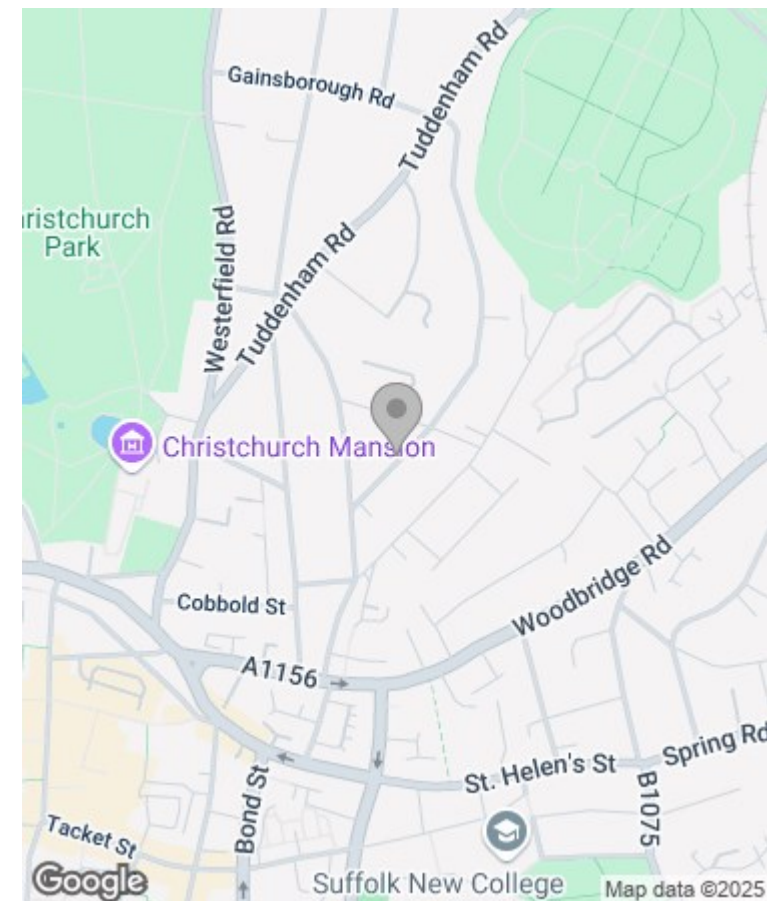 Gainsborough Rd
Tuddenham Rd
ristchurch
Park
Westerfield Rd
Tuddenham Rd
Christchurch Mansion
Cobbold St
Woodbridge Rd
A1156
St. Helen's St
Spring Rd
B1075
Bond St
Tacket St
Suffolk New College
Google
Map data ©2025